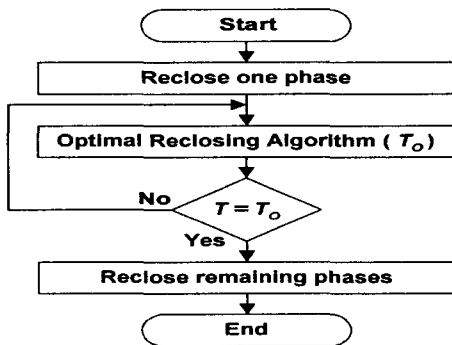 Start
Reclose one phase
Optimal Reclosing Algorithm ( T_O )
T = T_O
No
Yes
Reclose remaining phases
End